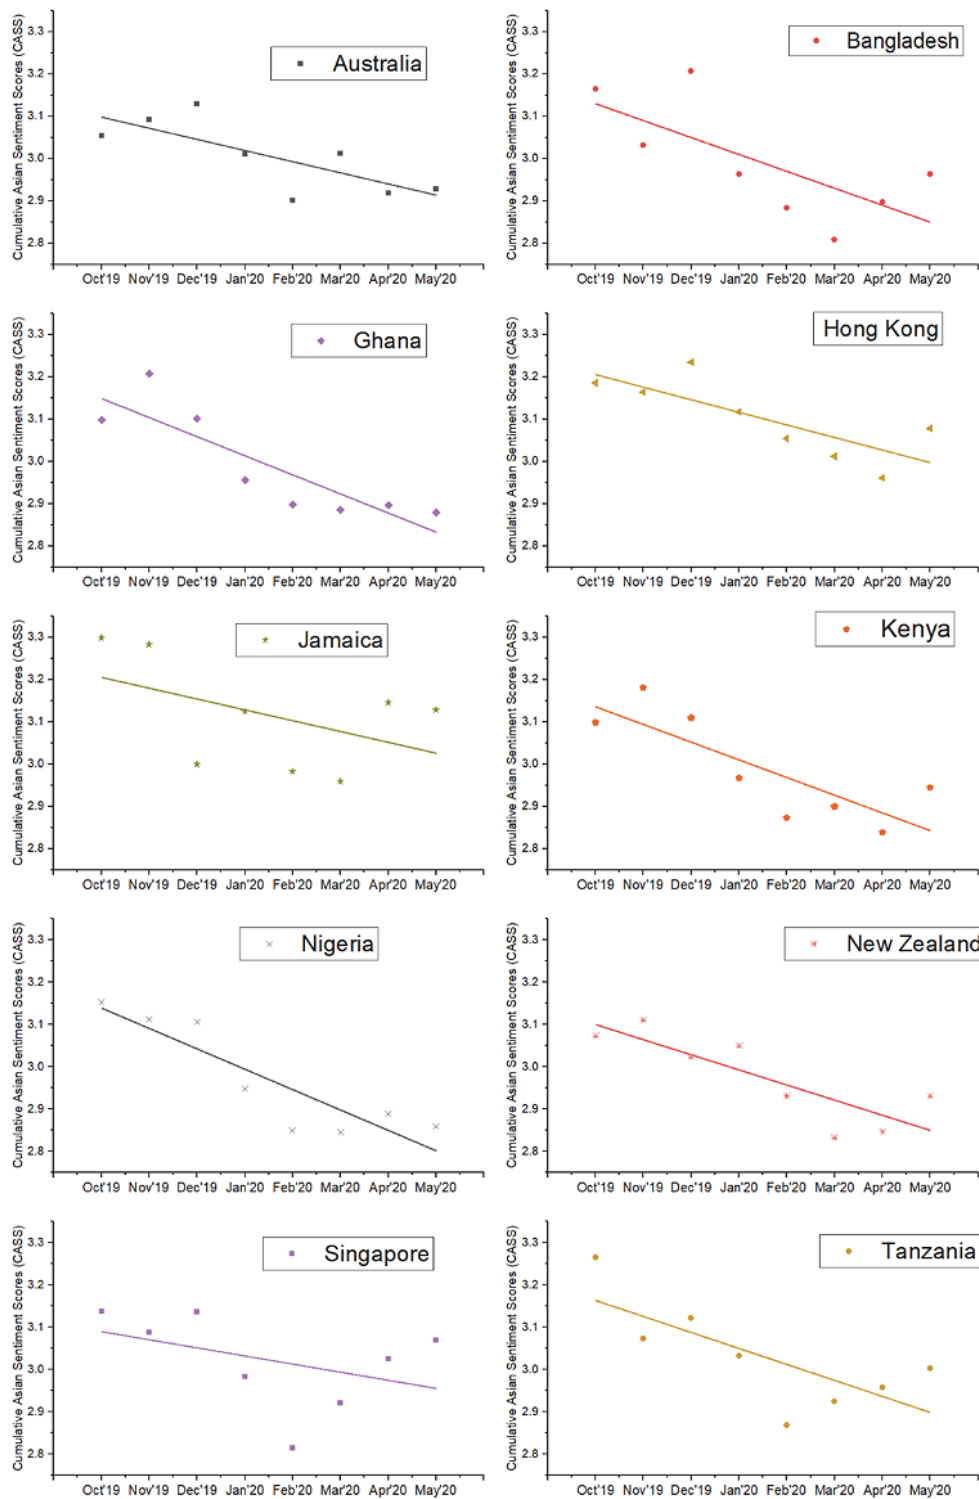 Cumulative Asian Sentiment Scores (CASS)
3.3
3.2
3.1
3.0
2.9
2.8
Australia
Oct'19 Nov'19 Dec'19 Jan'20 Feb'20 Mar'20 Apr'20 May'20
Cumulative Asian Sentiment Scores (CASS)
3.3
3.2
3.1
3.0
2.9
2.8
Bangladesh
Oct'19 Nov'19 Dec'19 Jan'20 Feb'20 Mar'20 Apr'20 May'20
Cumulative Asian Sentiment Scores (CASS)
3.3
3.2
3.1
3.0
2.9
2.8
Ghana
Oct'19 Nov'19 Dec'19 Jan'20 Feb'20 Mar'20 Apr'20 May'20
Cumulative Asian Sentiment Scores (CASS)
3.3
3.2
3.1
3.0
2.9
2.8
Hong Kong
Oct'19 Nov'19 Dec'19 Jan'20 Feb'20 Mar'20 Apr'20 May'20
Cumulative Asian Sentiment Scores (CASS)
3.3
3.2
3.1
3.0
2.9
2.8
Jamaica
Oct'19 Nov'19 Dec'19 Jan'20 Feb'20 Mar'20 Apr'20 May'20
Cumulative Asian Sentiment Scores (CASS)
3.3
3.2
3.1
3.0
2.9
2.8
Kenya
Oct'19 Nov'19 Dec'19 Jan'20 Feb'20 Mar'20 Apr'20 May'20
Cumulative Asian Sentiment Scores (CASS)
3.3
3.2
3.1
3.0
2.9
2.8
Nigeria
Oct'19 Nov'19 Dec'19 Jan'20 Feb'20 Mar'20 Apr'20 May'20
Cumulative Asian Sentiment Scores (CASS)
3.3
3.2
3.1
3.0
2.9
2.8
New Zealand
Oct'19 Nov'19 Dec'19 Jan'20 Feb'20 Mar'20 Apr'20 May'20
Cumulative Asian Sentiment Scores (CASS)
3.3
3.2
3.1
3.0
2.9
2.8
Singapore
Oct'19 Nov'19 Dec'19 Jan'20 Feb'20 Mar'20 Apr'20 May'20
Cumulative Asian Sentiment Scores (CASS)
3.3
3.2
3.1
3.0
2.9
2.8
Tanzania
Oct'19 Nov'19 Dec'19 Jan'20 Feb'20 Mar'20 Apr'20 May'20